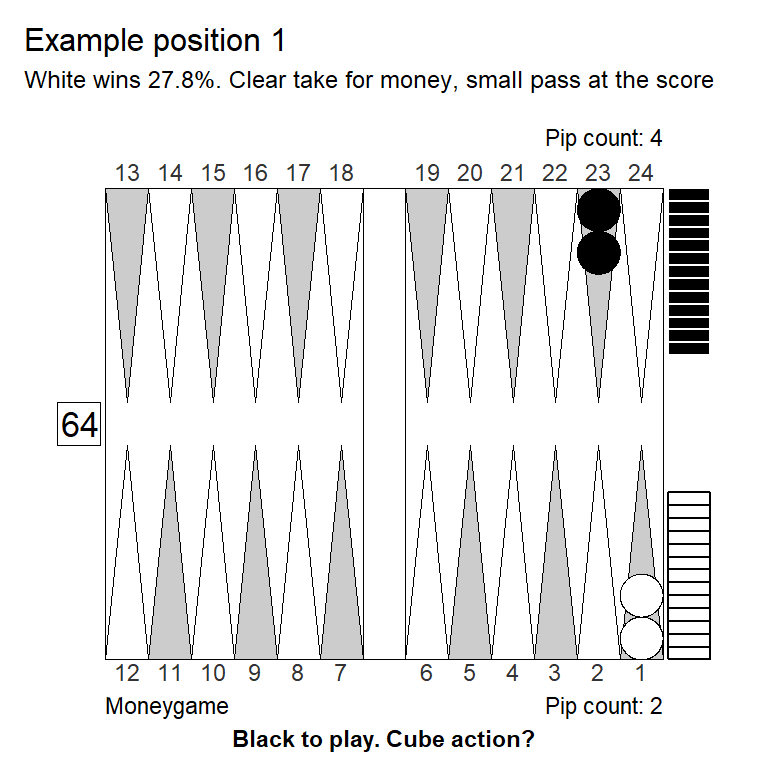 Example position 1
White wins 27.8%. Clear take for money, small pass at the score
Pip count: 4
13 14 15 16 17 18 19 20 21 22 23 24
64
12 11 10 9 8 7 6 5 4 3 2 1
Moneygame Pip count: 2
Black to play. Cube action?